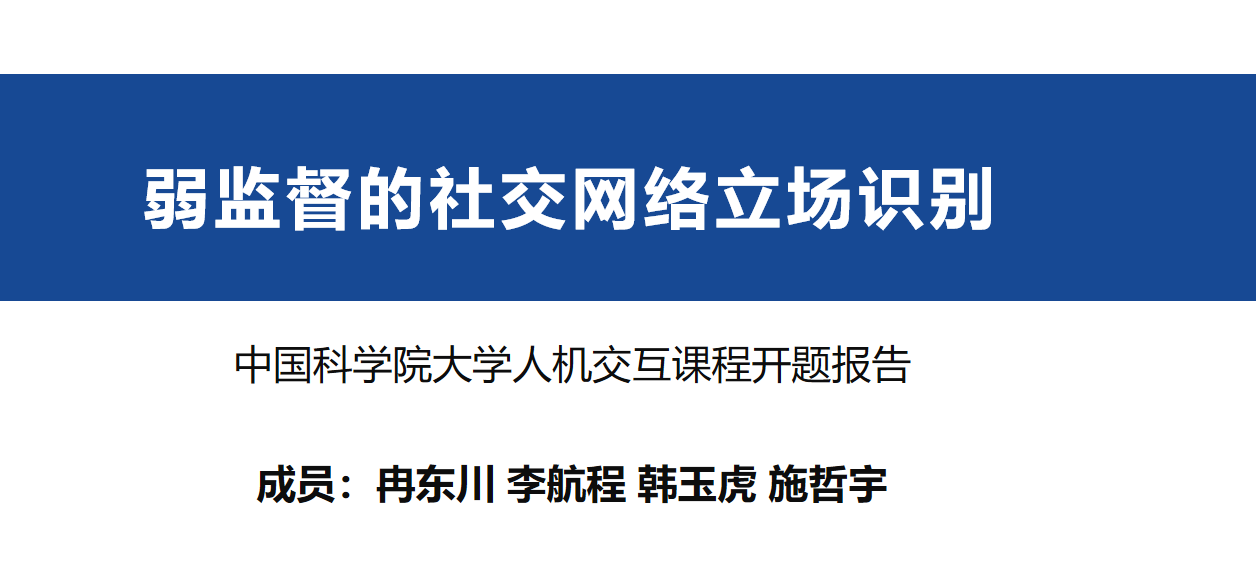 弱监督的社交网络立场识别
中国科学院大学人机交互课程开题报告
成员：冉东川 李航程 韩玉虎 施哲宇